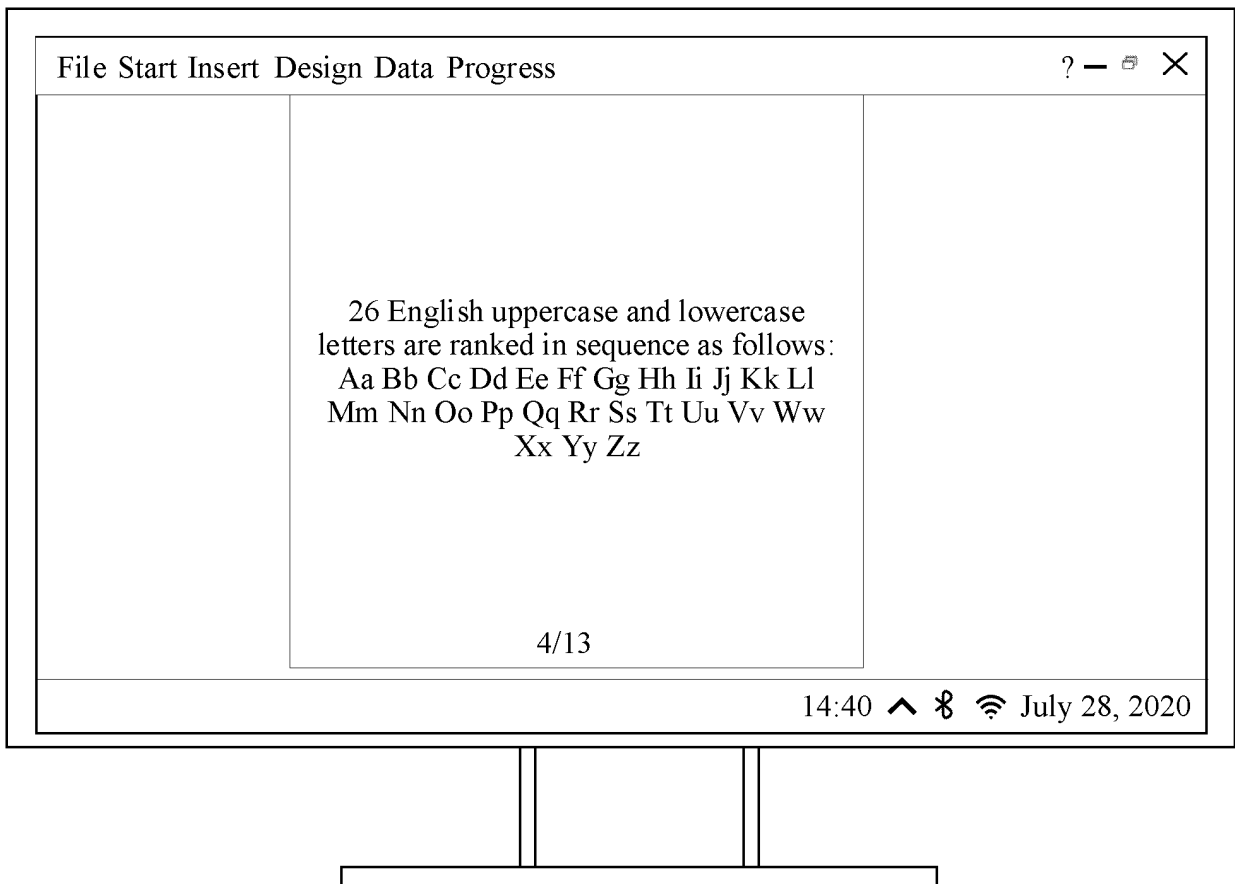 File Start Insert Design Data Progress ?
26 English uppercase and lowercase
letters are ranked in sequence as follows:
Aa Bb Cc Dd Ee Ff Gg Hh Ii Jj Kk Ll
Mm Nn Oo Pp Qq Rr Ss Tt Uu Vv Ww
Xx Yy Zz
4/13
14:40 July 28, 2020